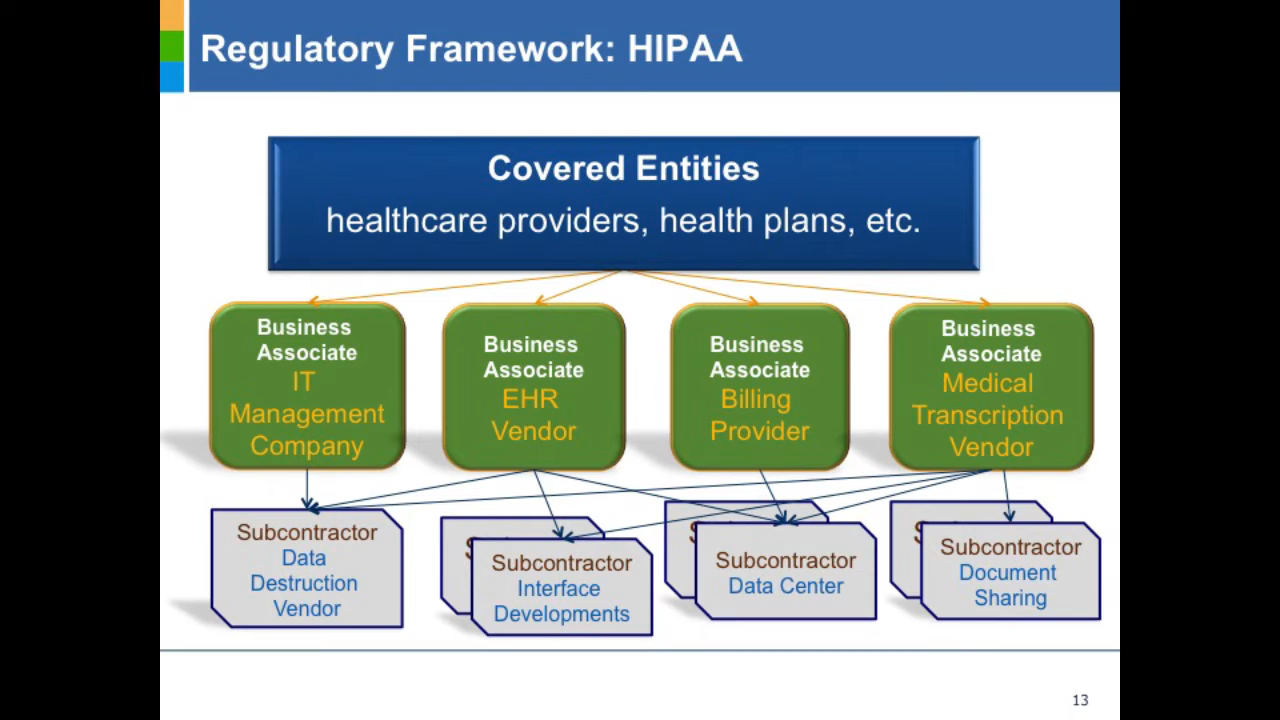 Regulatory Framework: HIPAA
Covered Entities
healthcare providers, health plans, etc.
Business
Associate
IT
Management
Company
Business
Associate
EHR
Vendor
Business
Associate
Billing
Provider
Business
Associate
Medical
Transcription
Vendor
Subcontractor
Data
Destruction
Vendor
Subcontractor
Interface
Developments
Subcontractor
Data Center
Subcontractor
Document
Sharing
13